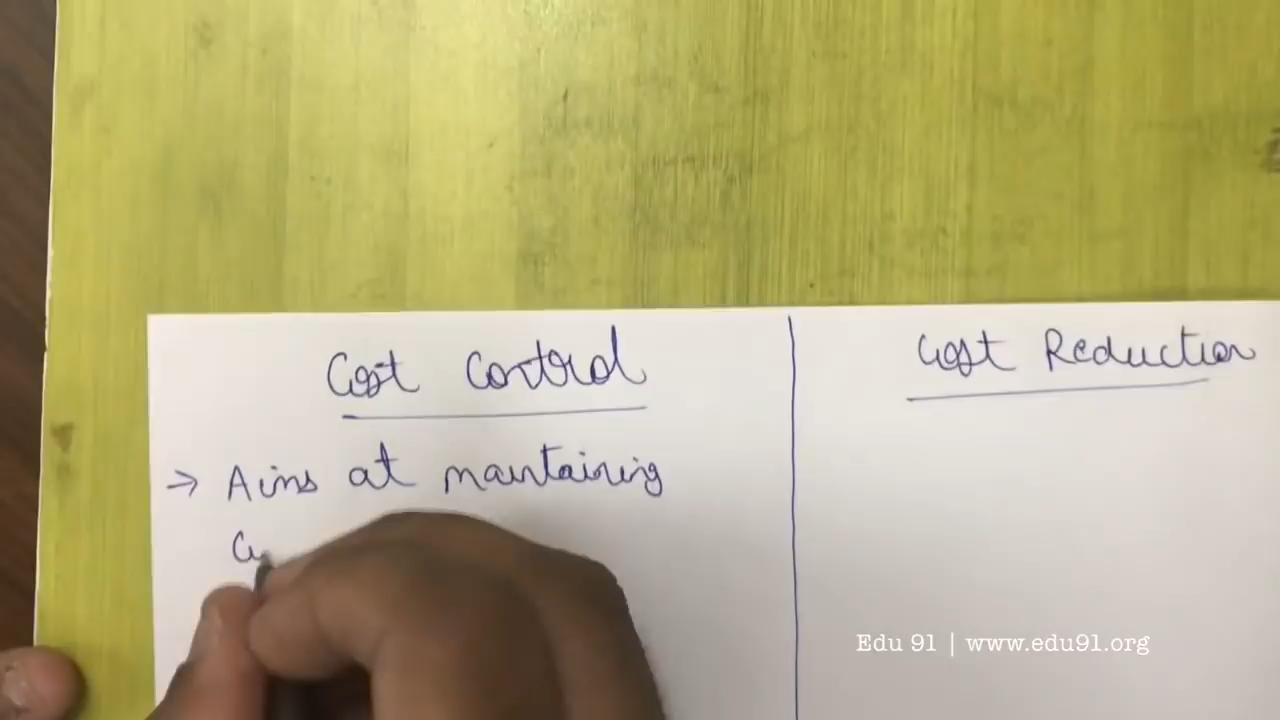 Cost Control
Cost Reduction
→ Aims at maintaining
Edu 91 | www.edu91.org